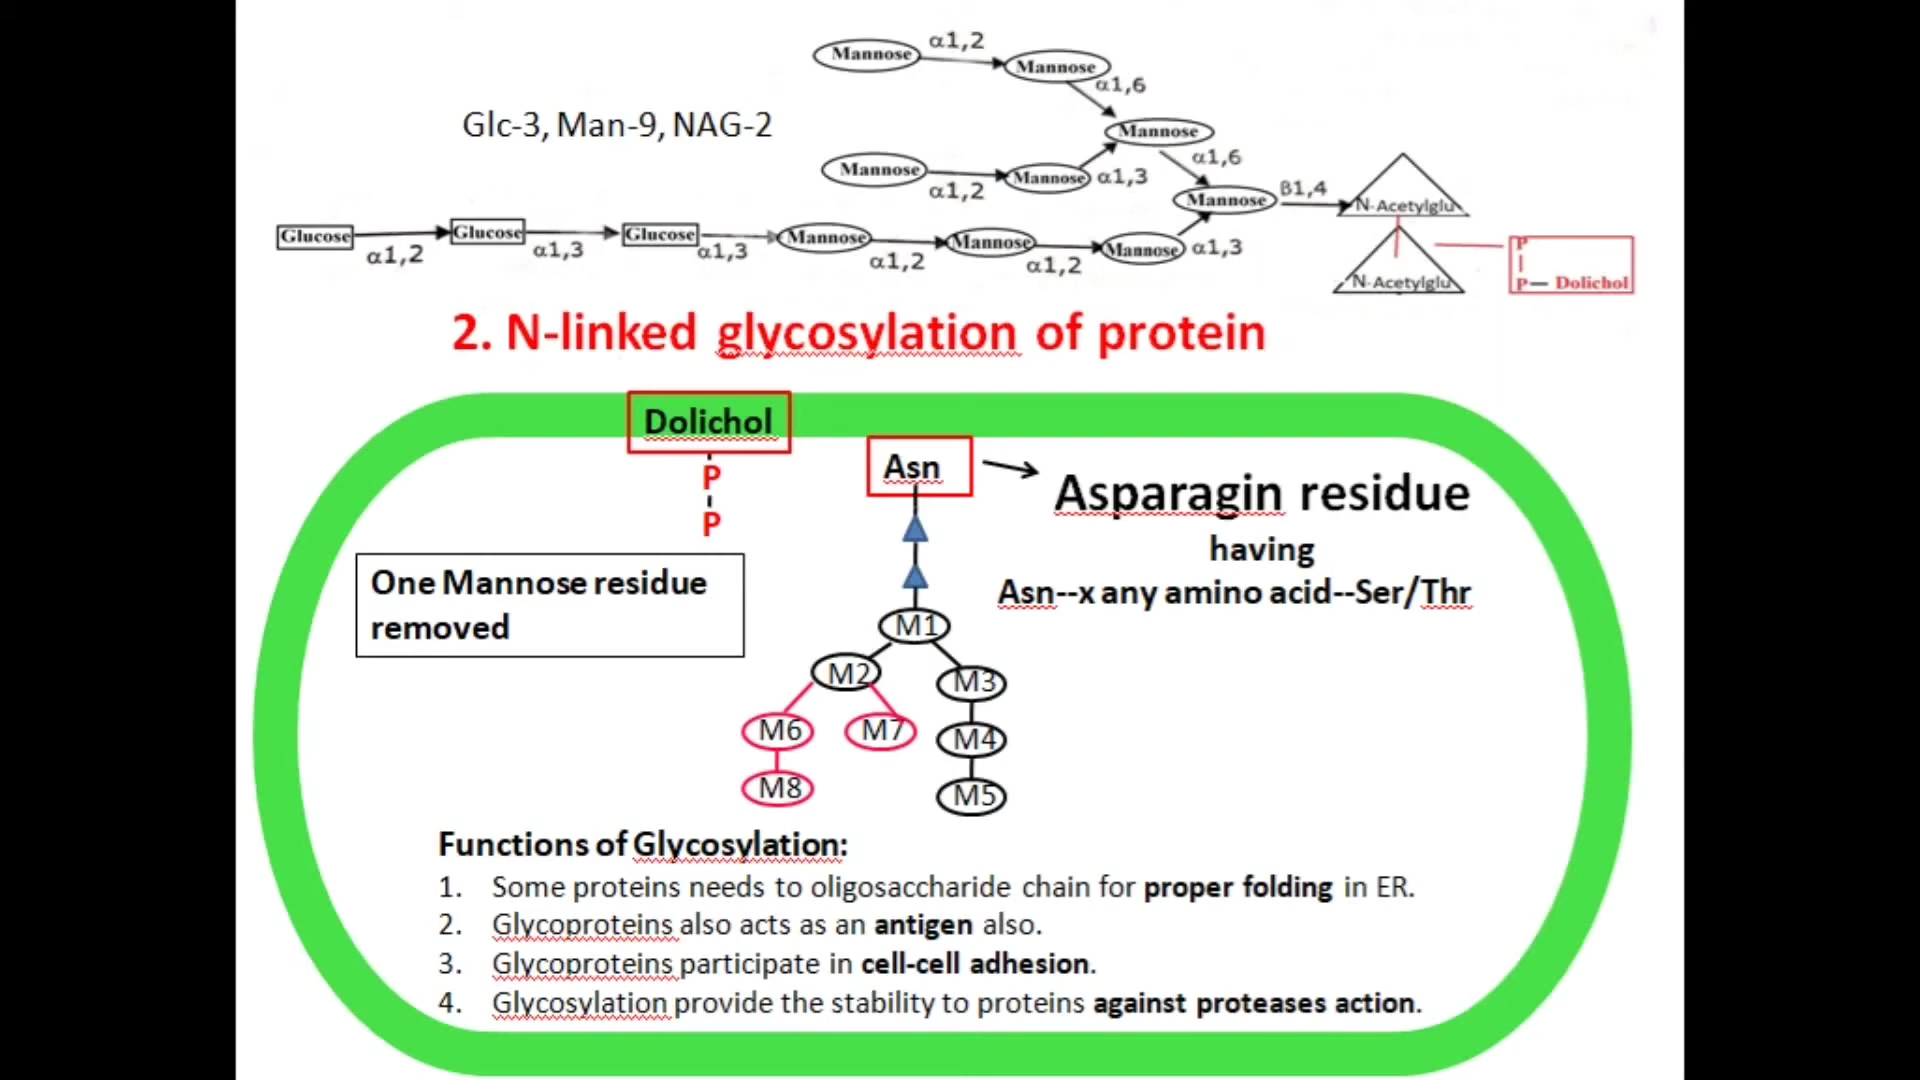 Mannose α1,2 Mannose
α1,6
Glc-3, Man-9, NAG-2
Mannose
α1,6
Mannose α1,2 Mannose α1,3
Mannose β1,4 N-Acetylglu
Glucose α1,2 Glucose α1,3 Glucose α1,3 Mannose α1,2 Mannose α1,2 Mannose α1,3
P
N-Acetylglu P— Dolichol
2. N-linked glycosylation of protein
Dolichol
P
P
Asn
Asparagin residue
having
Asn--x any amino acid--Ser/Thr
One Mannose residue
removed
M1
M2 M3
M6 M7 M4
M8 M5
Functions of Glycosylation:
1. Some proteins needs to oligosaccharide chain for proper folding in ER.
2. Glycoproteins also acts as an antigen also.
3. Glycoproteins participate in cell-cell adhesion.
4. Glycosylation provide the stability to proteins against proteases action.